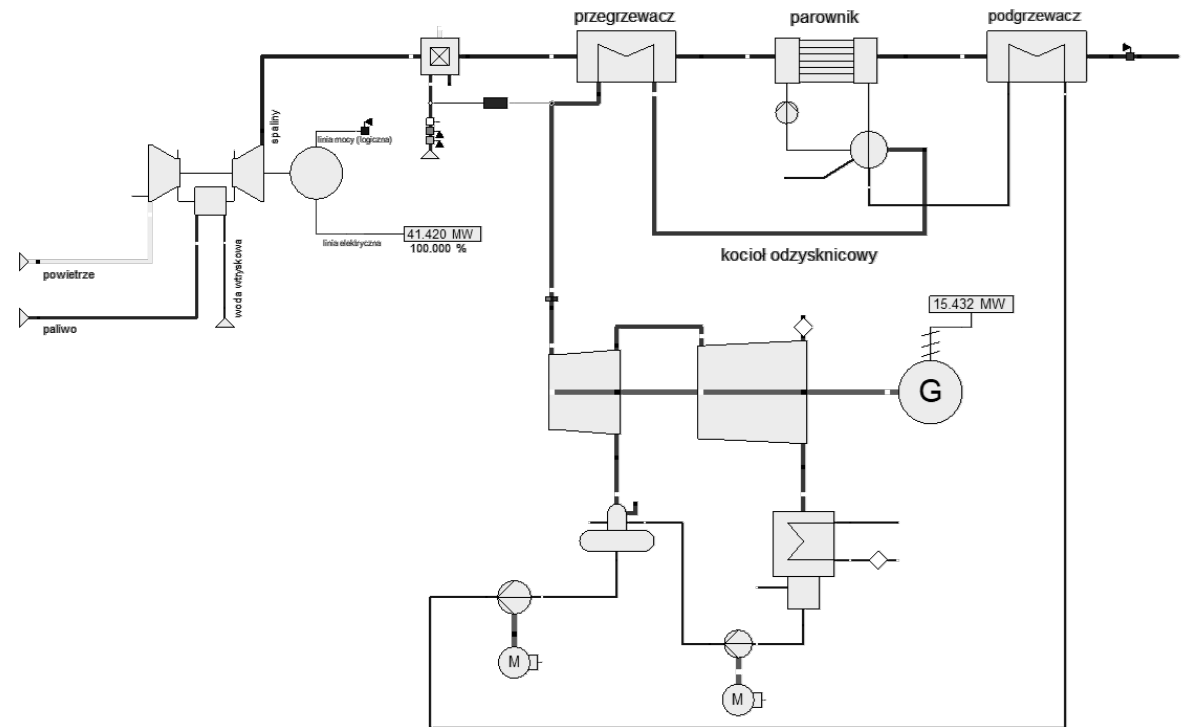 przegrzewacz
parownik
podgrzewacz
spaliny
linia mocy (logiczna)
41.420 MW
100.000 %
linia elektryczna
kocioł odzysknicowy
woda wtryskowa
powietrze
paliwo
15.432 MW
G
M
M